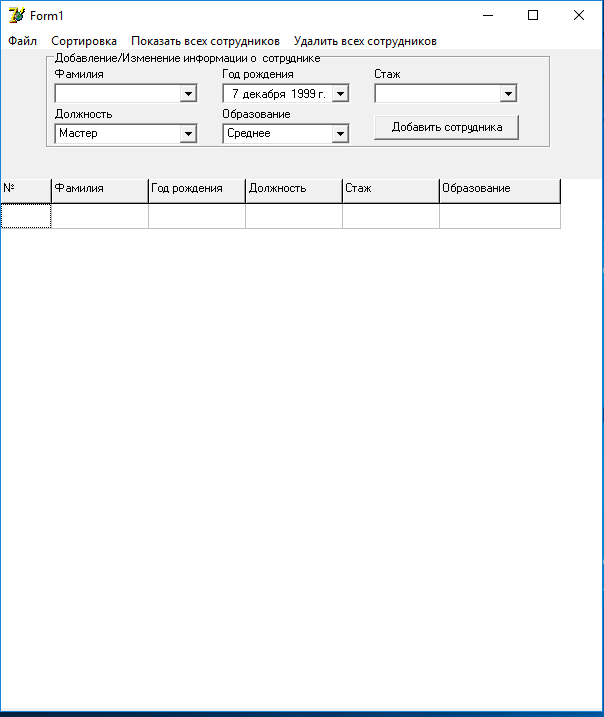 Form1
Файл Сортировка Показать всех сотрудников Удалить всех сотрудников
Добавление/Изменение информации о сотруднике
Фамилия Год рождения Стаж
7 декабря 1999 г.
Должность Образование
Мастер Среднее Добавить сотрудника
№ Фамилия Год рождения Должность Стаж Образование